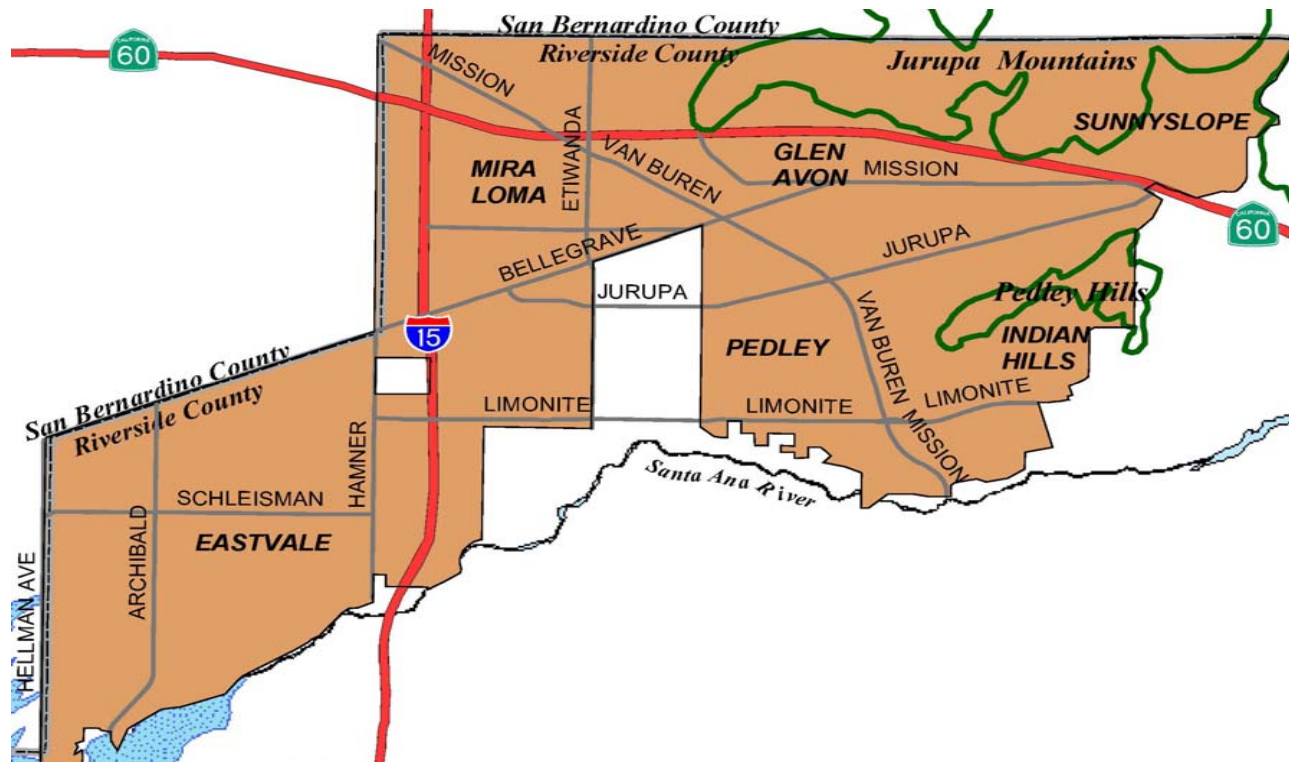 San Bernardino County
Riverside County
CALIFORNIA
60
MISSION
Jurupa Mountains
SUNNYSLOPE
ETIWANDA
VAN BUREN
GLEN
AVON
MISSION
MIRA
LOMA
CALIFORNIA
60
BELLEGRAVE
JURUPA
JURUPA
Pedley Hills
INDIAN
HILLS
15
PEDLEY
VAN BUREN
San Bernardino County
Riverside County
LIMONITE
LIMONITE
LIMONITE
MISSION
HAMNER
Santa Ana River
SCHLEISMAN
EASTVALE
ARCHIBALD
HELLMAN AVE